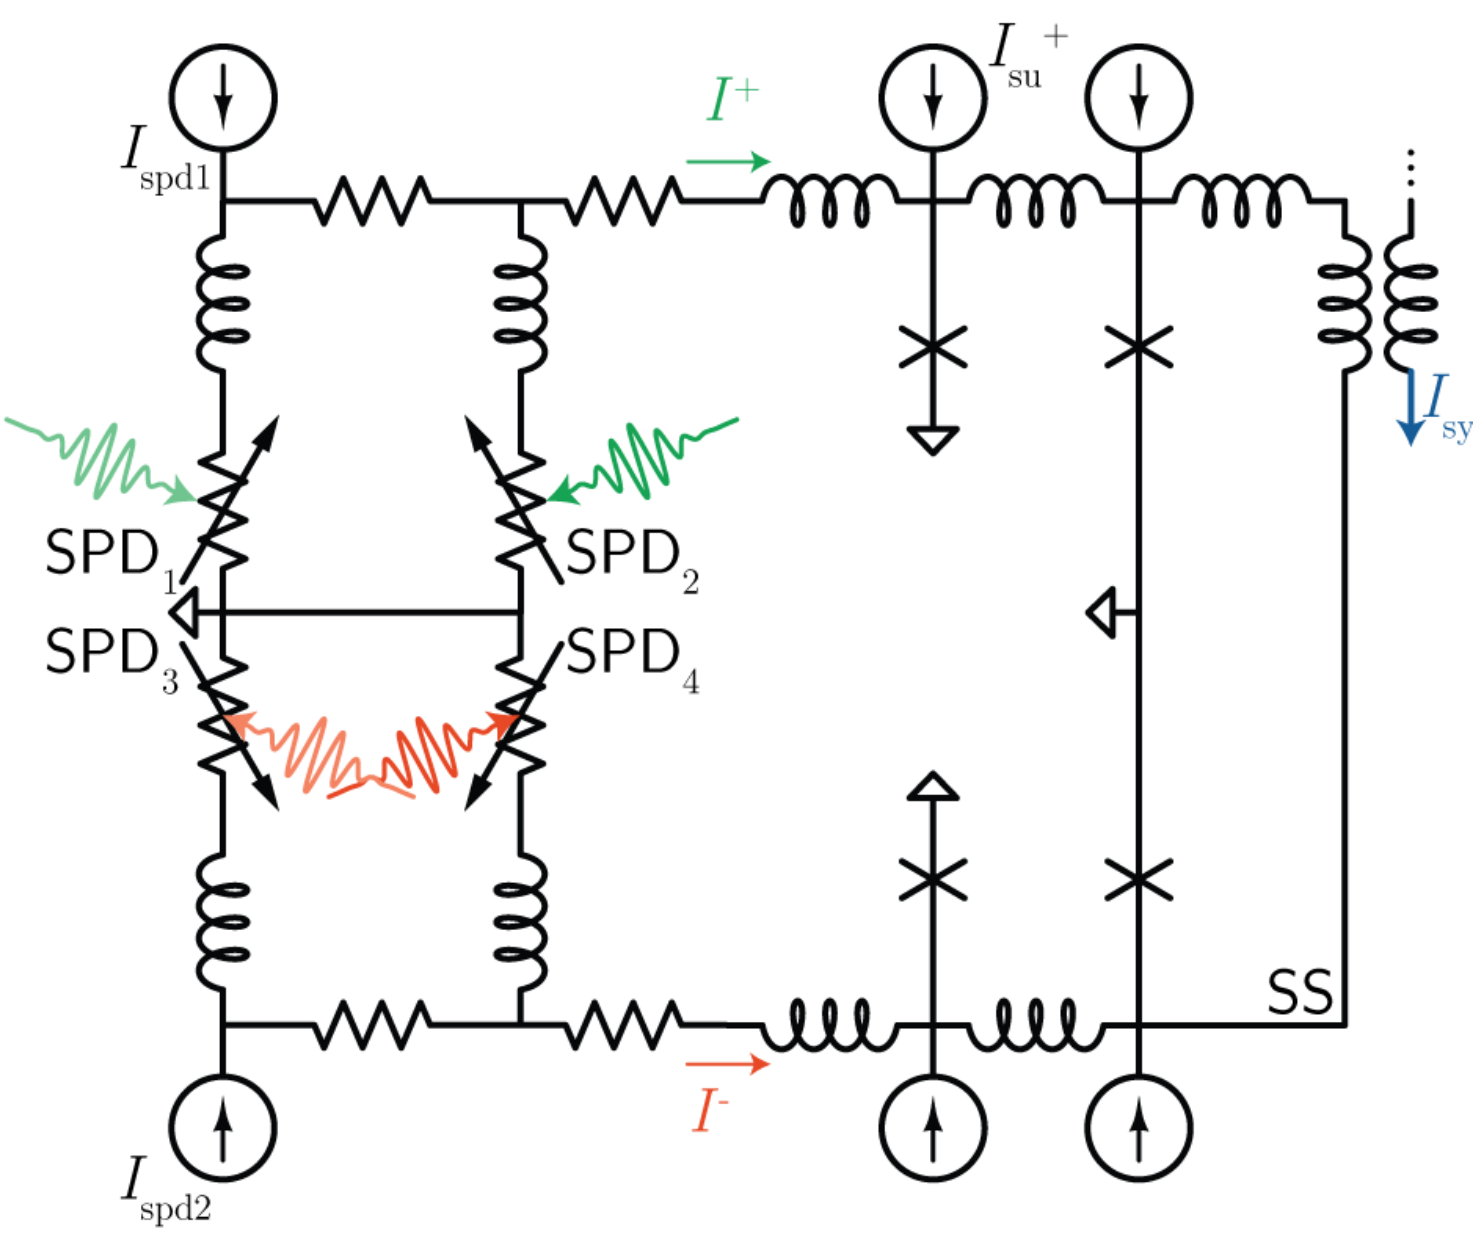 I_spd1
I^+
I_su^+
I_sy
SPD_1
SPD_2
SPD_3
SPD_4
SS
I^-
I_spd2